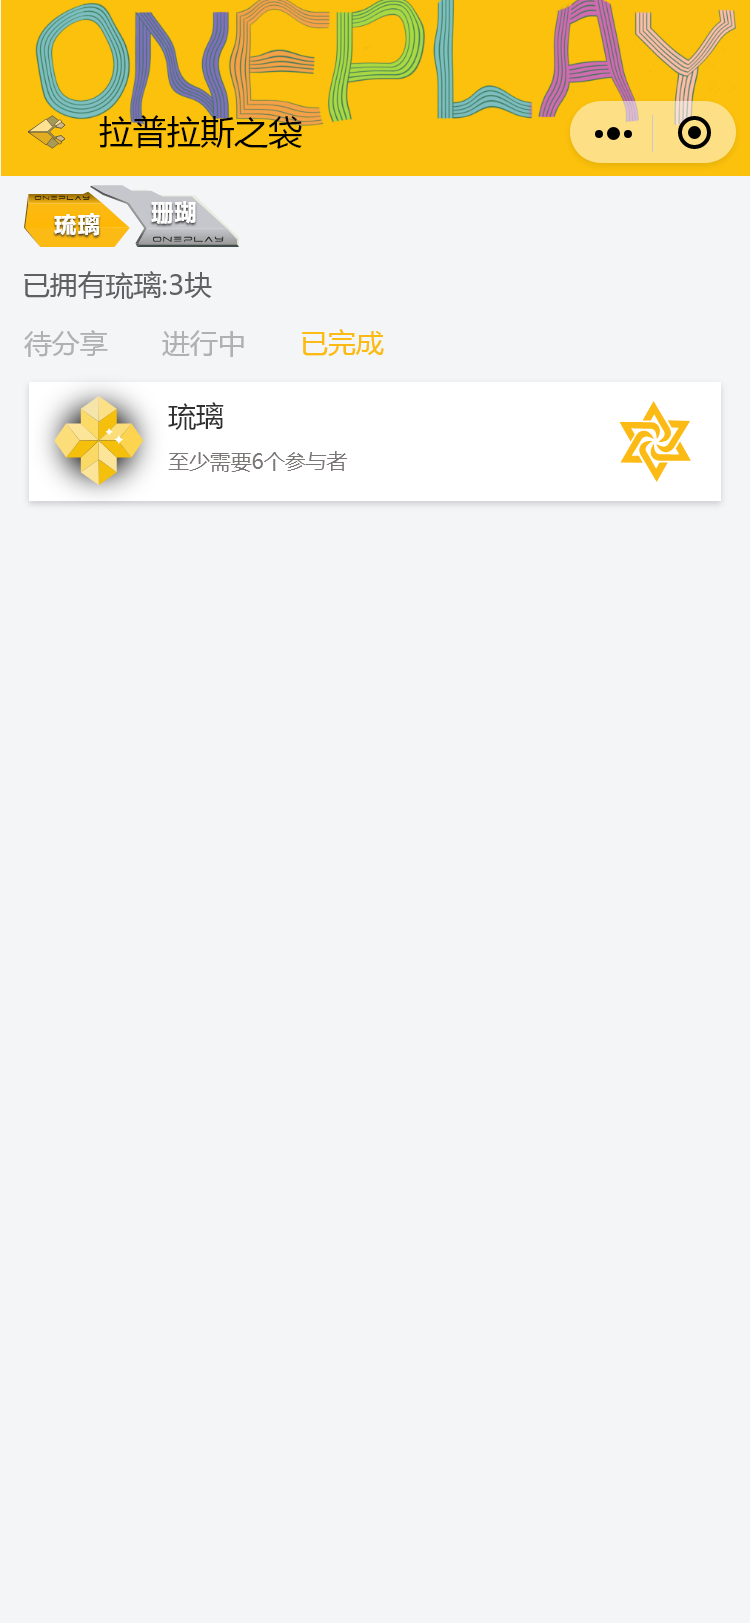 ONEPLAY
拉普拉斯之袋
ONEPLAY
琉璃
珊瑚
ONEPLAY
已拥有琉璃:3块
待分享 进行中 已完成
琉璃
至少需要6个参与者